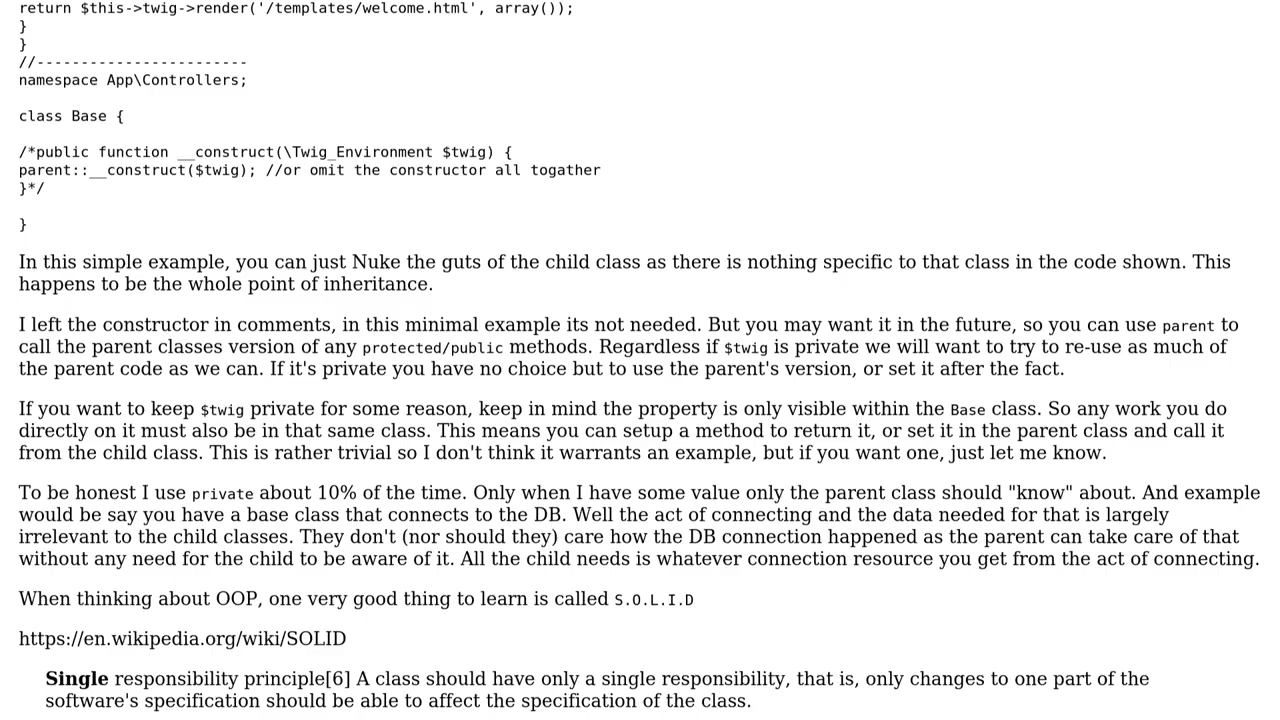 return $this->twig->render('/templates/welcome.html', array());
}
}
//------------------------
namespace App\Controllers;
class Base {
/*public function __construct(\Twig_Environment $twig) {
parent::__construct($twig); //or omit the constructor all togather
}*/
}
In this simple example, you can just Nuke the guts of the child class as there is nothing specific to that class in the code shown. This
happens to be the whole point of inheritance.
I left the constructor in comments, in this minimal example its not needed. But you may want it in the future, so you can use parent to
call the parent classes version of any protected/public methods. Regardless if $twig is private we will want to try to re-use as much of
the parent code as we can. If it's private you have no choice but to use the parent's version, or set it after the fact.
If you want to keep $twig private for some reason, keep in mind the property is only visible within the Base class. So any work you do
directly on it must also be in that same class. This means you can setup a method to return it, or set it in the parent class and call it
from the child class. This is rather trivial so I don't think it warrants an example, but if you want one, just let me know.
To be honest I use private about 10% of the time. Only when I have some value only the parent class should "know" about. And example
would be say you have a base class that connects to the DB. Well the act of connecting and the data needed for that is largely
irrelevant to the child classes. They don't (nor should they) care how the DB connection happened as the parent can take care of that
without any need for the child to be aware of it. All the child needs is whatever connection resource you get from the act of connecting.
When thinking about OOP, one very good thing to learn is called S.O.L.I.D
https://en.wikipedia.org/wiki/SOLID
Single responsibility principle[6] A class should have only a single responsibility, that is, only changes to one part of the
software's specification should be able to affect the specification of the class.